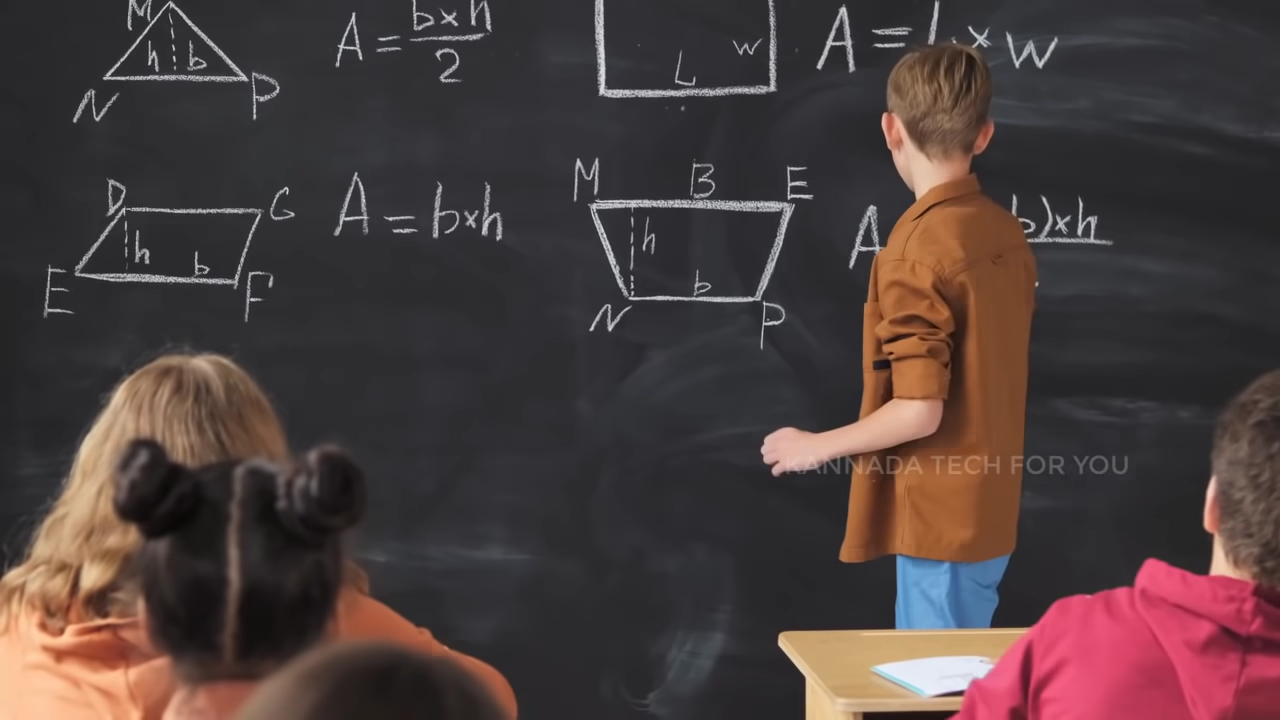 M
h b
N P
A = b×h
2
L w
A = l × w
D G
h b
E F
A = b×h
M B E
h
b
N P
A b)×h
KANNADA TECH FOR YOU